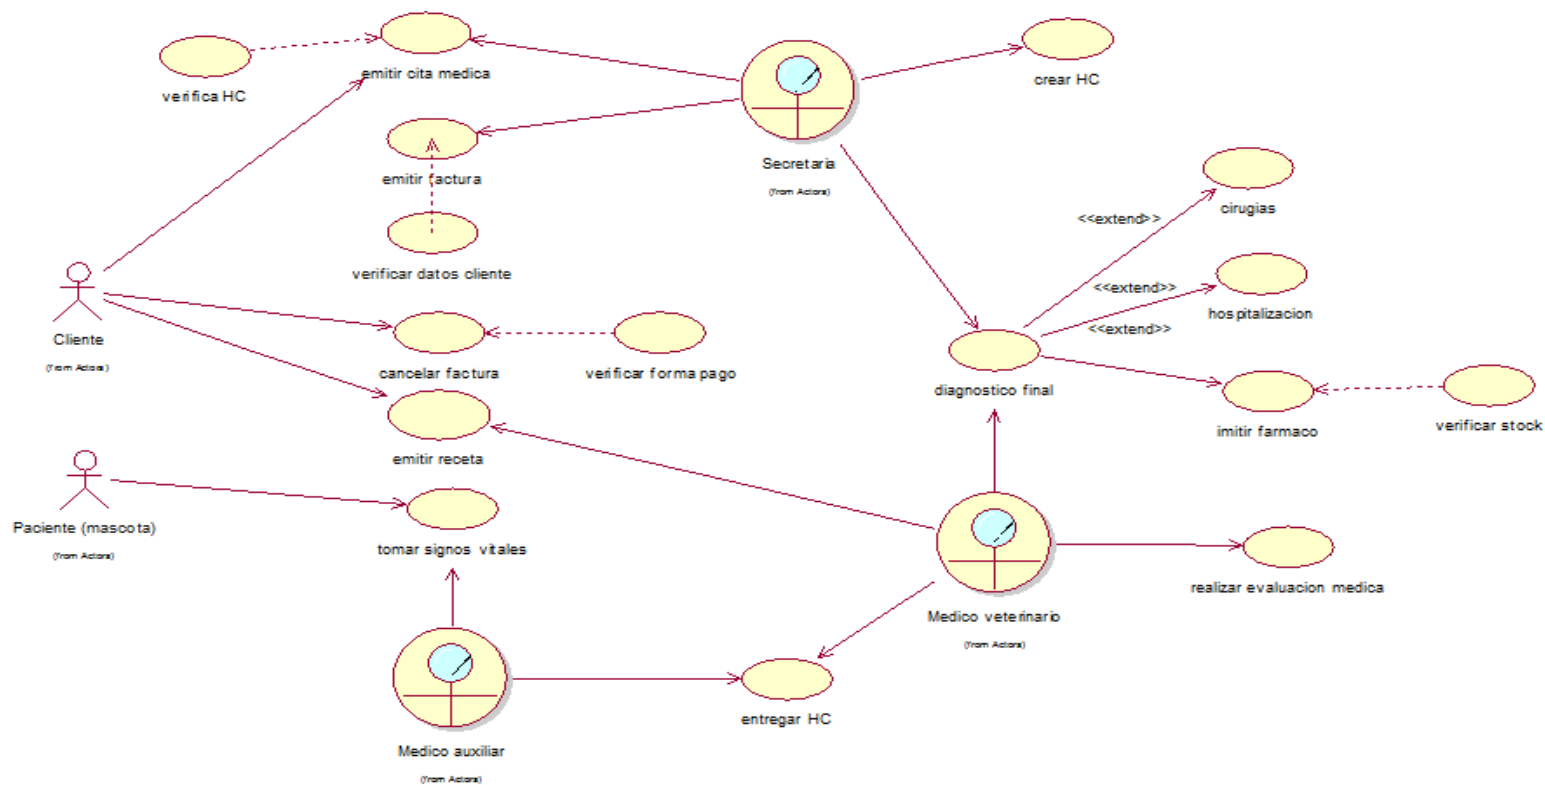 emitir cita medica
verifica HC
crear HC
Secretaria
(from Actors)
emitir factura
cirugias
<<extend>>
verificar datos cliente
<<extend>>
hospitalizacion
<<extend>>
Cliente
(from Actors)
cancelar factura
verificar forma pago
diagnostico final
imitir farmaco
verificar stock
emitir receta
Paciente (mascota)
(from Actors)
tomar signos vitales
realizar evaluacion medica
Medico veterinario
(from Actors)
entregar HC
Medico auxiliar
(from Actors)